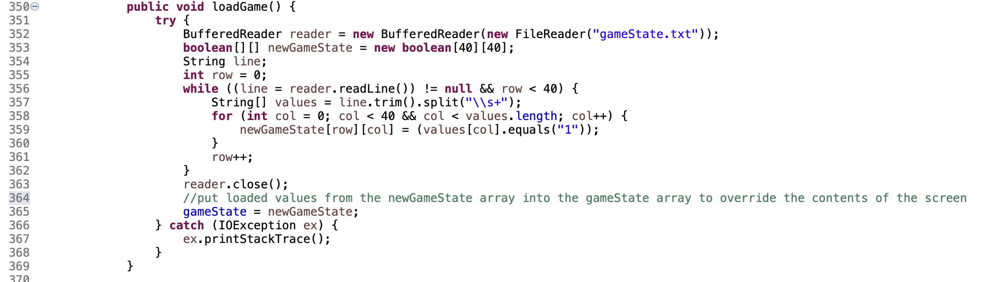 350 public void loadGame() {
351 try {
352 BufferedReader reader = new BufferedReader(new FileReader("gameState.txt"));
353 boolean[][] newGameState = new boolean[40][40];
354 String line;
355 int row = 0;
356 while ((line = reader.readLine()) != null && row < 40) {
357 String[] values = line.trim().split("\\s+");
358 for (int col = 0; col < 40 && col < values.length; col++) {
359 newGameState[row][col] = (values[col].equals("1"));
360 }
361 row++;
362 }
363 reader.close();
364 //put loaded values from the newGameState array into the gameState array to override the contents of the screen
365 gameState = newGameState;
366 } catch (IOException ex) {
367 ex.printStackTrace();
368 }
369 }
370